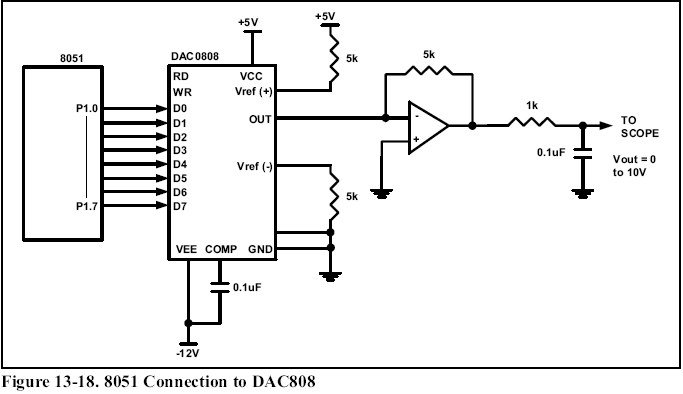 +5V
+5V
8051
DAC0808
5k
5k
RD
VCC
WR
Vref (+)
P1.0
D0
D1
OUT
D2
D3
D4
D5
D6
P1.7
D7
-
+
1k
TO
SCOPE
0.1uF
Vout = 0
to 10V
Vref (-)
5k
VEE
COMP
GND
0.1uF
-12V
Figure 13-18. 8051 Connection to DAC808